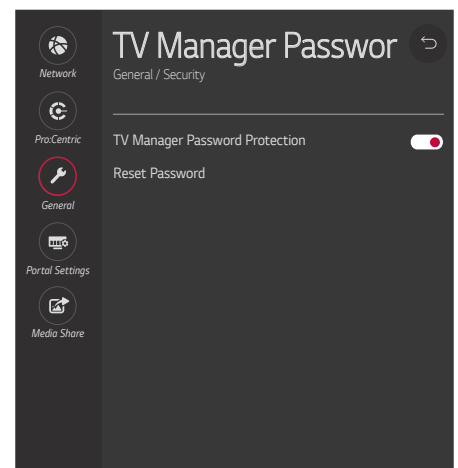 TV Manager Passwor
General / Security
Network
Pro:Centric
General
Portal Settings
Media Share
TV Manager Password Protection
Reset Password